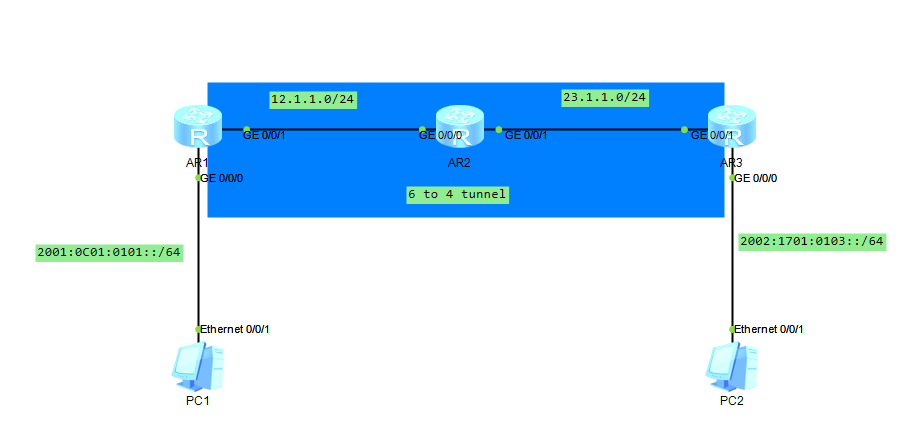 12.1.1.0/24
23.1.1.0/24
R
GE 0/0/1
GE 0/0/0
R
GE 0/0/1
GE 0/0/1
R
AR1
AR2
AR3
GE 0/0/0
GE 0/0/0
6 to 4 tunnel
2001:0C01:0101::/64
2002:1701:0103::/64
Ethernet 0/0/1
Ethernet 0/0/1
PC1
PC2